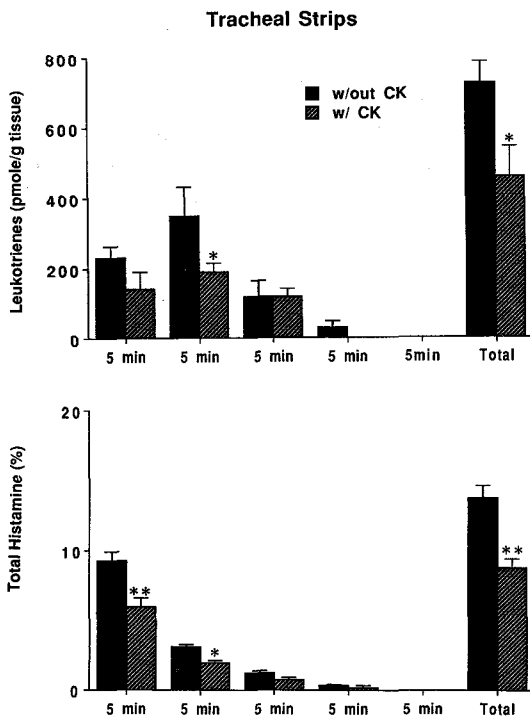 Tracheal Strips
Leukotrienes (pmole/g tissue)
800
600
400
200
0
w/out CK
w/ CK
*
*
5 min
5 min
5 min
5 min
5min
Total
Total Histamine (%)
20
10
0
**
*
**
5 min
5 min
5 min
5 min
5 min
Total